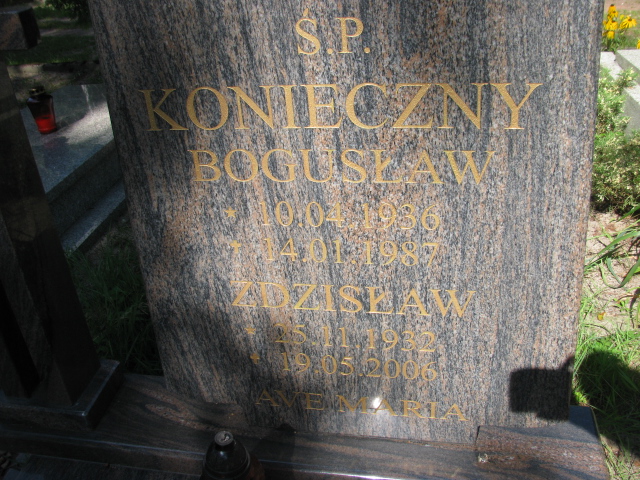 Ś.P.
KONIECZNY
BOGUSŁAW
* 10.04.1936
+ 14.01.1987
ZDZISŁAW
* 25.11.1932
+ 19.05.2006
AVE MARIA